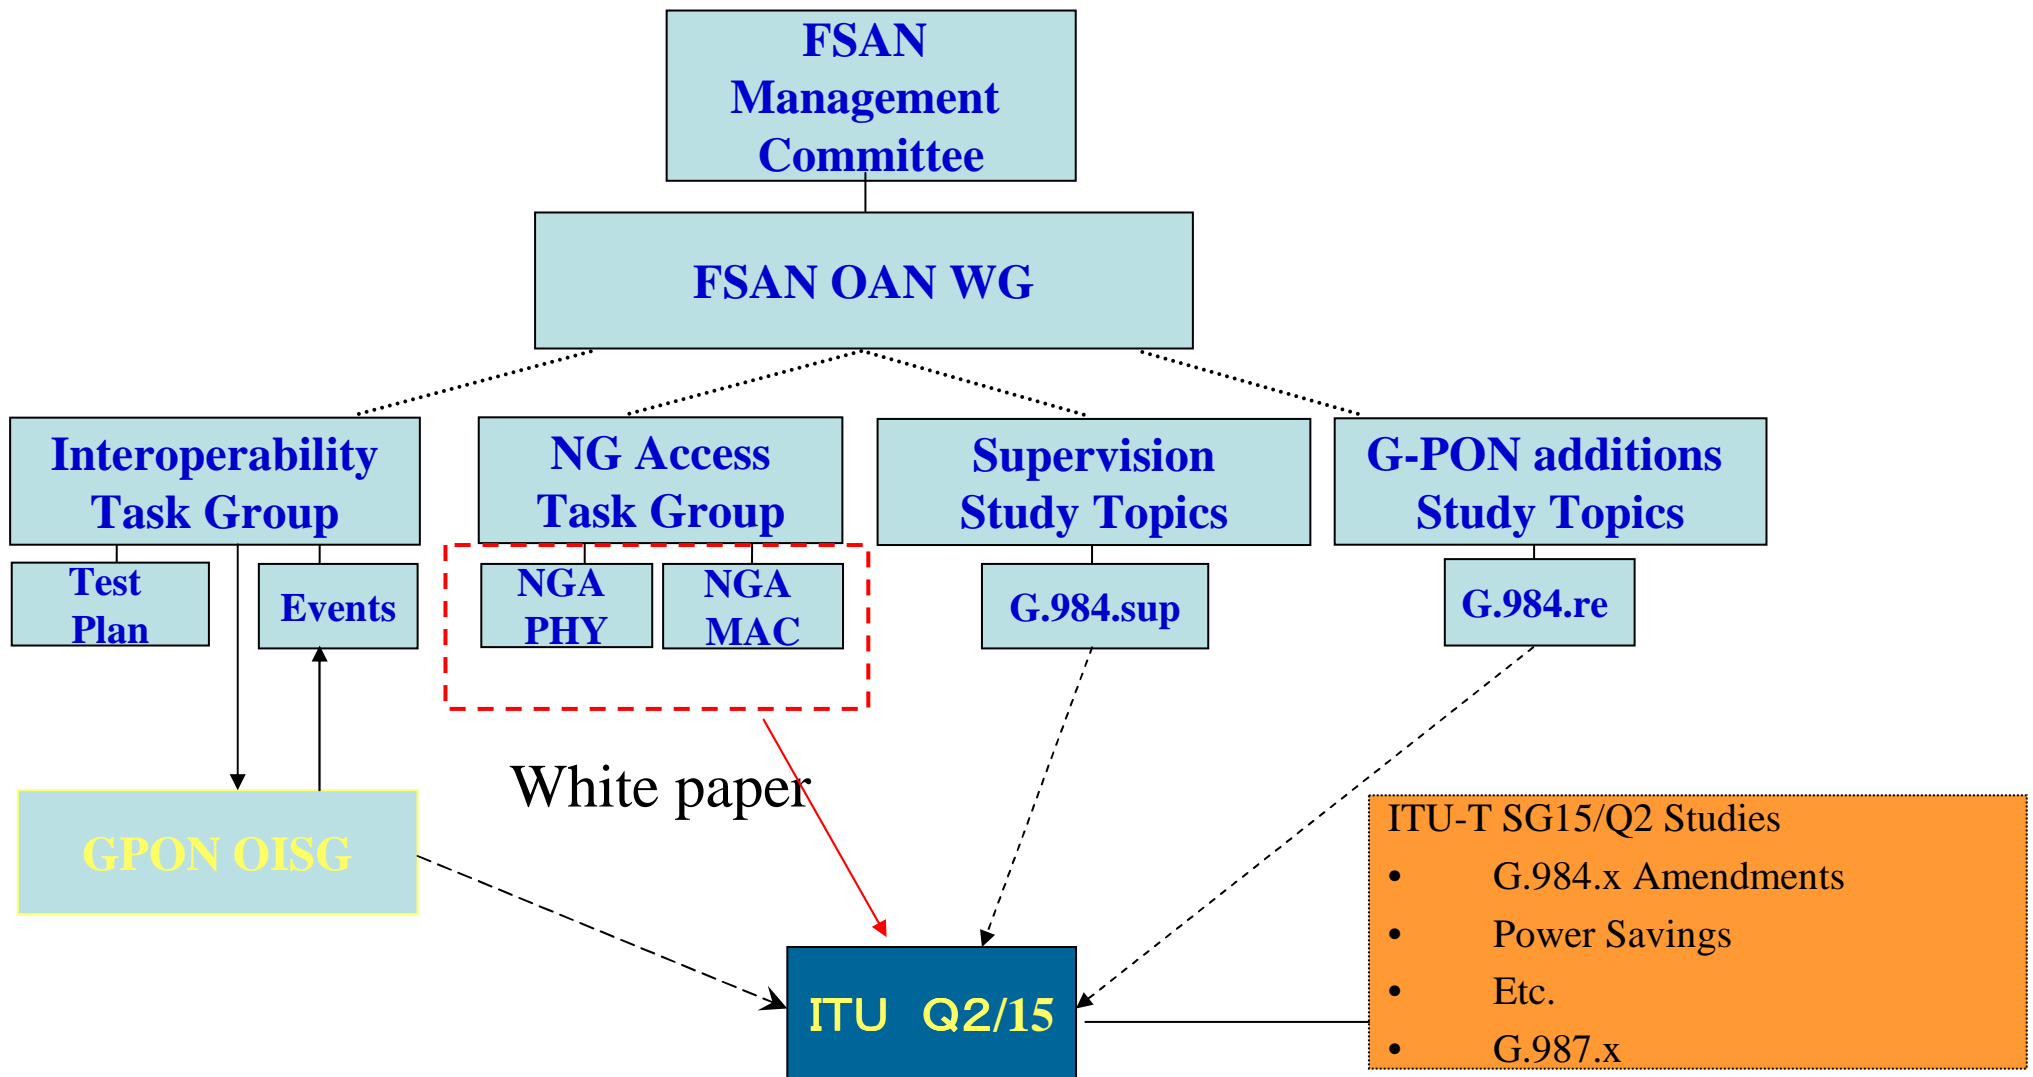 FSAN
Management
Committee
FSAN OAN WG
Interoperability
Task Group
NG Access
Task Group
Supervision
Study Topics
G-PON additions
Study Topics
Test
Plan
Events
NGA
PHY
NGA
MAC
G.984.sup
G.984.re
White paper
GPON OISG
ITU Q2/15
ITU-T SG15/Q2 Studies
• G.984.x Amendments
• Power Savings
• Etc.
• G.987.x